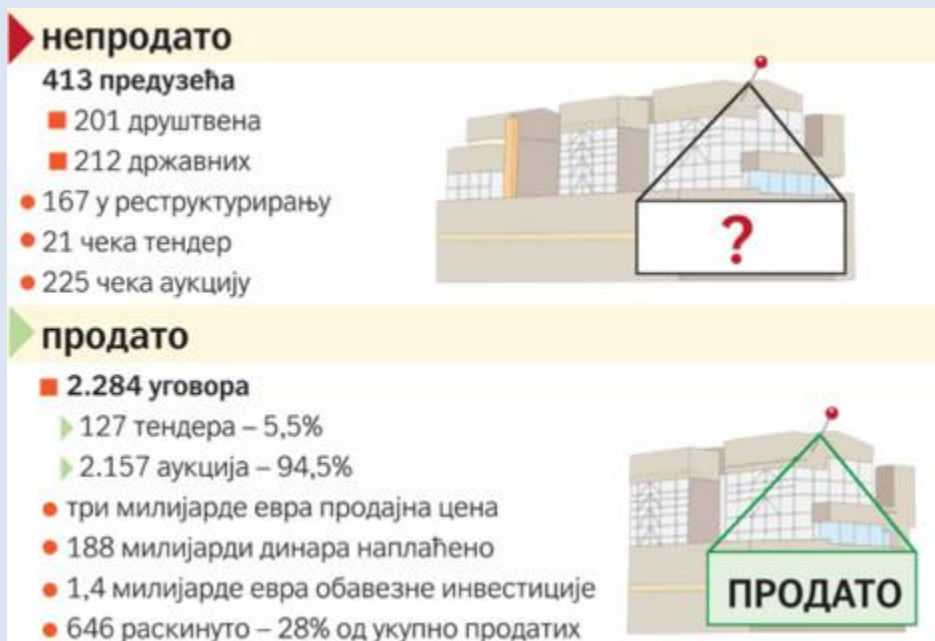 непродато
413 предузећа
201 друштвена
212 државних
167 у реструктурирању
21 чека тендер
225 чека аукцију
?
продато
2.284 уговора
127 тендера – 5,5%
2.157 аукција – 94,5%
три милијарде евра продајна цена
188 милијарди динара наплаћено
1,4 милијарде евра обавезне инвестиције
646 раскинуто – 28% од укупно продатих
ПРОДАТО